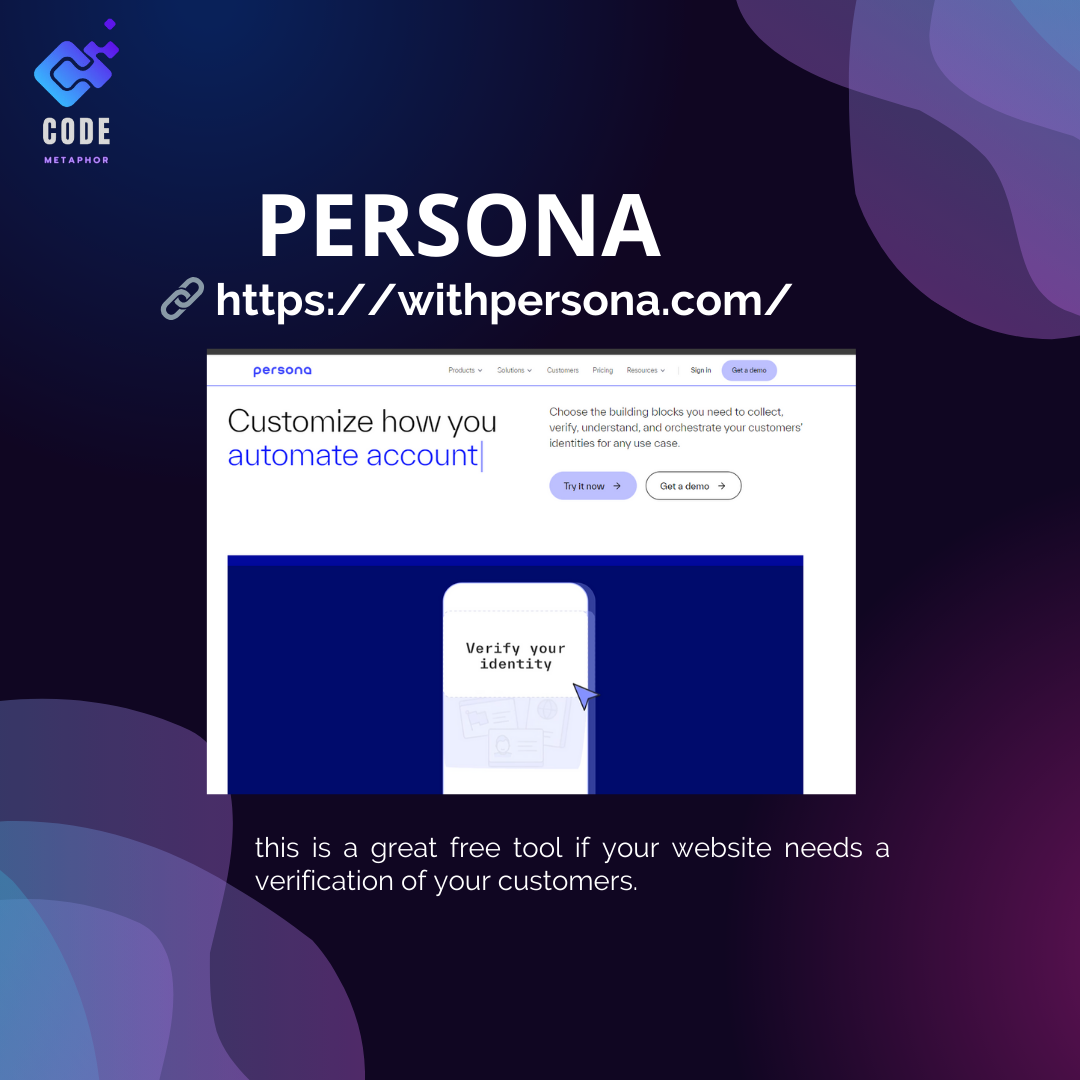 CODE
METAPHOR
PERSONA
https://withpersona.com/
persona
Products Solutions Customers Pricing Resources Sign in Get a demo
Customize how you
automate account
Choose the building blocks you need to collect,
verify, understand, and orchestrate your customers'
identities for any use case.
Try it now → Get a demo →
Verify your
identity
this is a great free tool if your website needs a
verification of your customers.